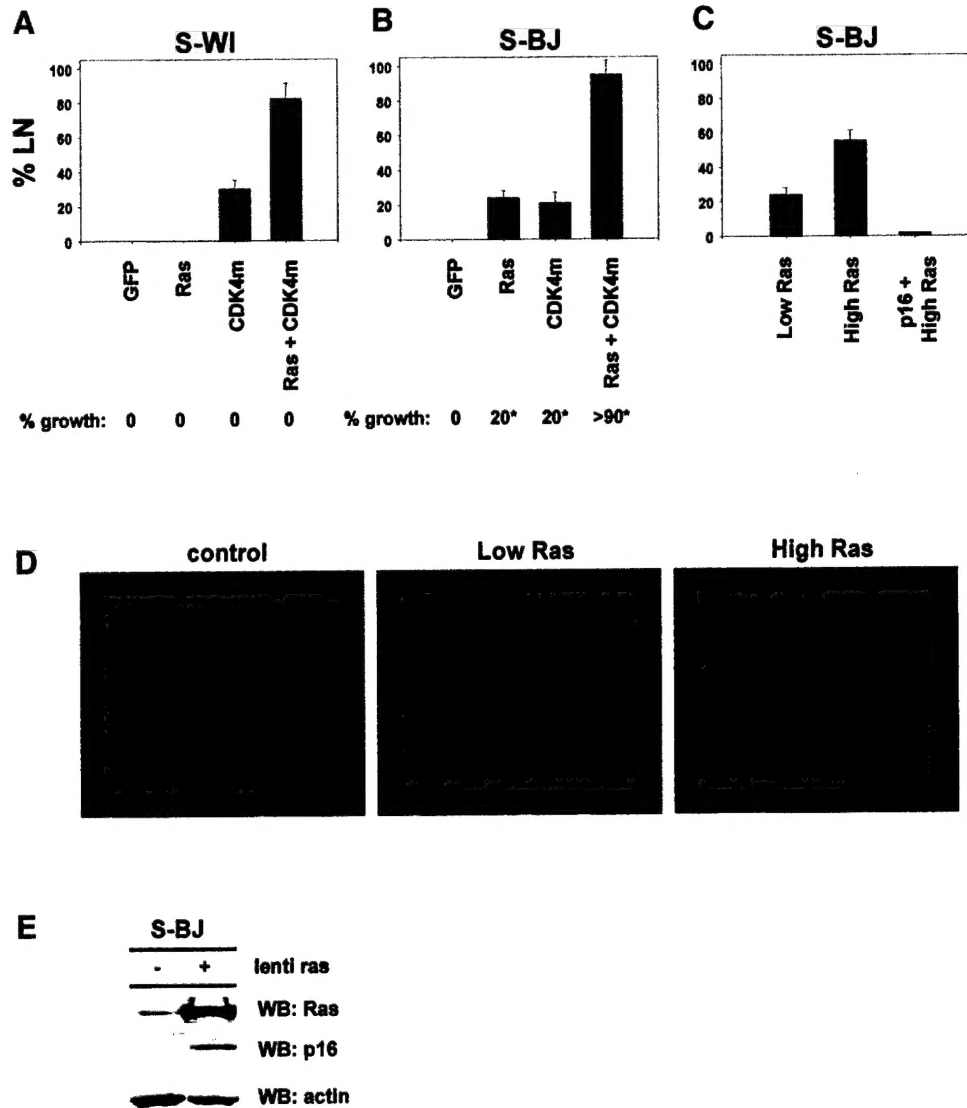 A
S-WI
% LN
100
80
60
40
20
0
GFP
Ras
CDK4m
Ras + CDK4m
% growth: 0 0 0 0
B
S-BJ
100
80
60
40
20
0
GFP
Ras
CDK4m
Ras + CDK4m
% growth: 0 20* 20* >90*
C
S-BJ
100
80
60
40
20
0
Low Ras
High Ras
p16 +
High Ras
D
control
Low Ras
High Ras
E
S-BJ
- + lenti ras
WB: Ras
WB: p16
WB: actin